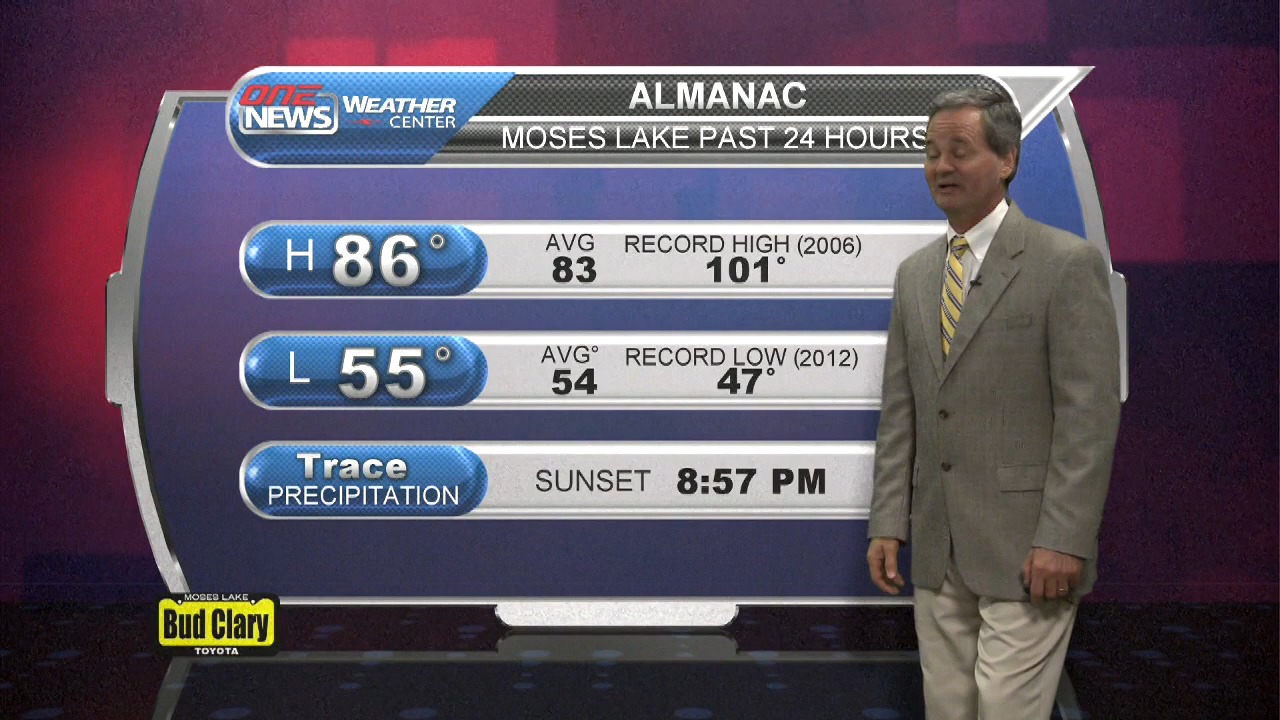 ONE
NEWS
WEATHER
CENTER
ALMANAC
MOSES LAKE PAST 24 HOURS
H 86°
AVG
83
RECORD HIGH (2006)
101°
L 55°
AVG°
54
RECORD LOW (2012)
47°
Trace
PRECIPITATION
SUNSET 8:57 PM
MOSES LAKE
Bud Clary
TOYOTA